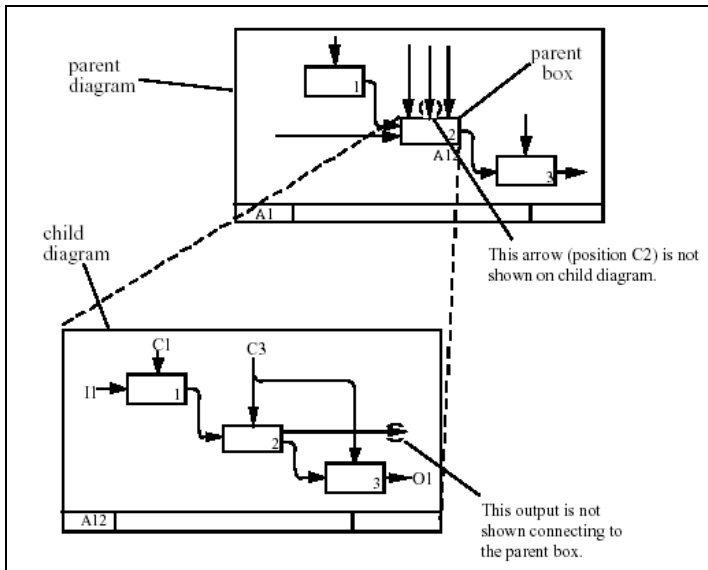 parent
diagram
parent
box
1
2
A12
3
A1
This arrow (position C2) is not
shown on child diagram.
child
diagram
C1
C3
I1
1
2
3
O1
A12
This output is not
shown connecting to
the parent box.